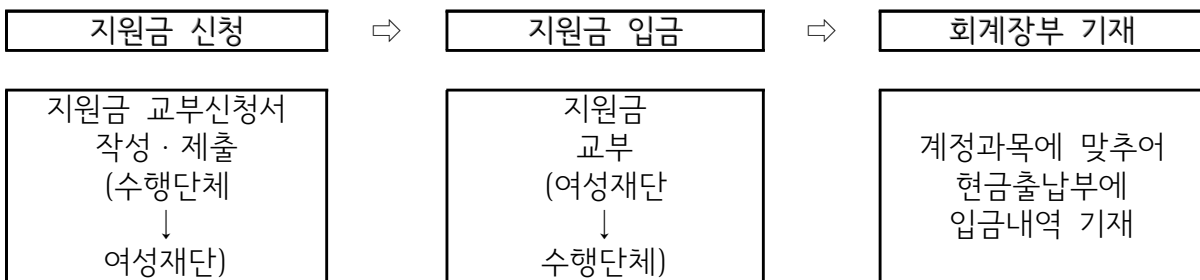 지원금 신청 ⇨ 지원금 입금 ⇨ 회계장부 기재
지원금 교부신청서
작성 · 제출
(수행단체
↓
여성재단)
지원금
교부
(여성재단
↓
수행단체)
계정과목에 맞추어
현금출납부에
입금내역 기재